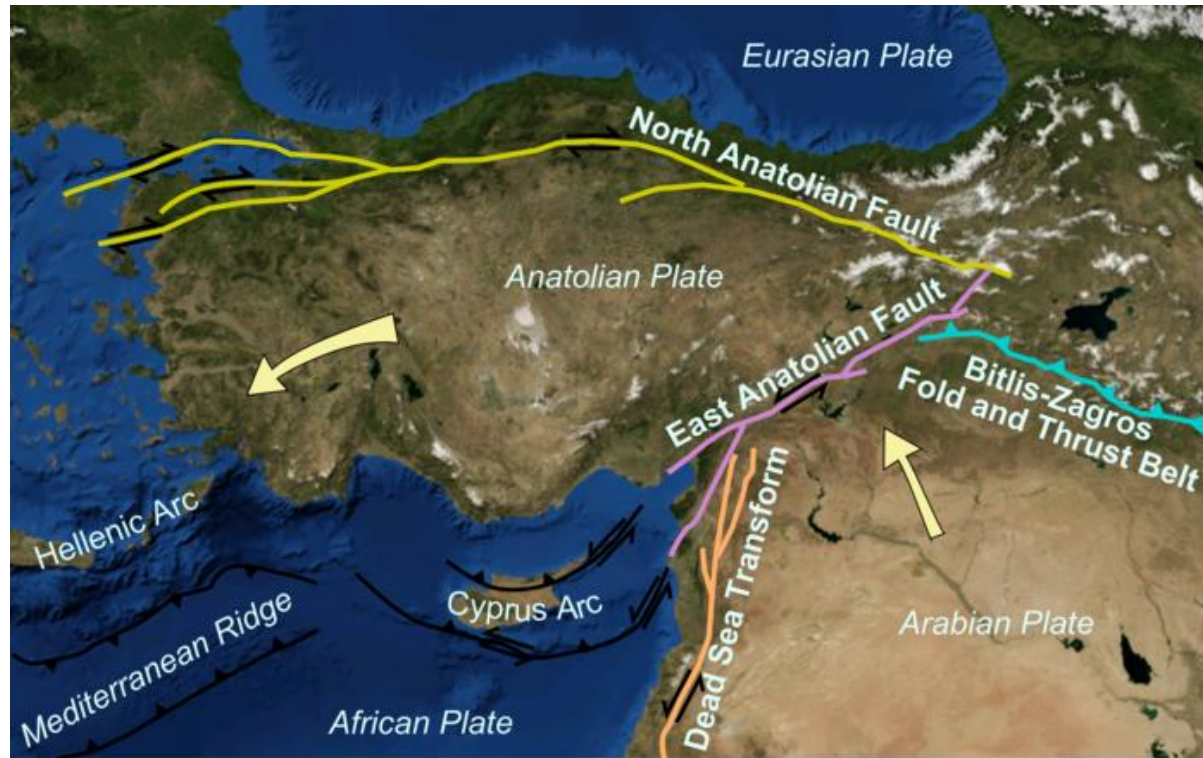 Eurasian Plate
North Anatolian Fault
Anatolian Plate
East Anatolian Fault
Bitlis-Zagros
Fold and Thrust Belt
Hellenic Arc
Cyprus Arc
Dead Sea Transform
Arabian Plate
Mediterranean Ridge
African Plate